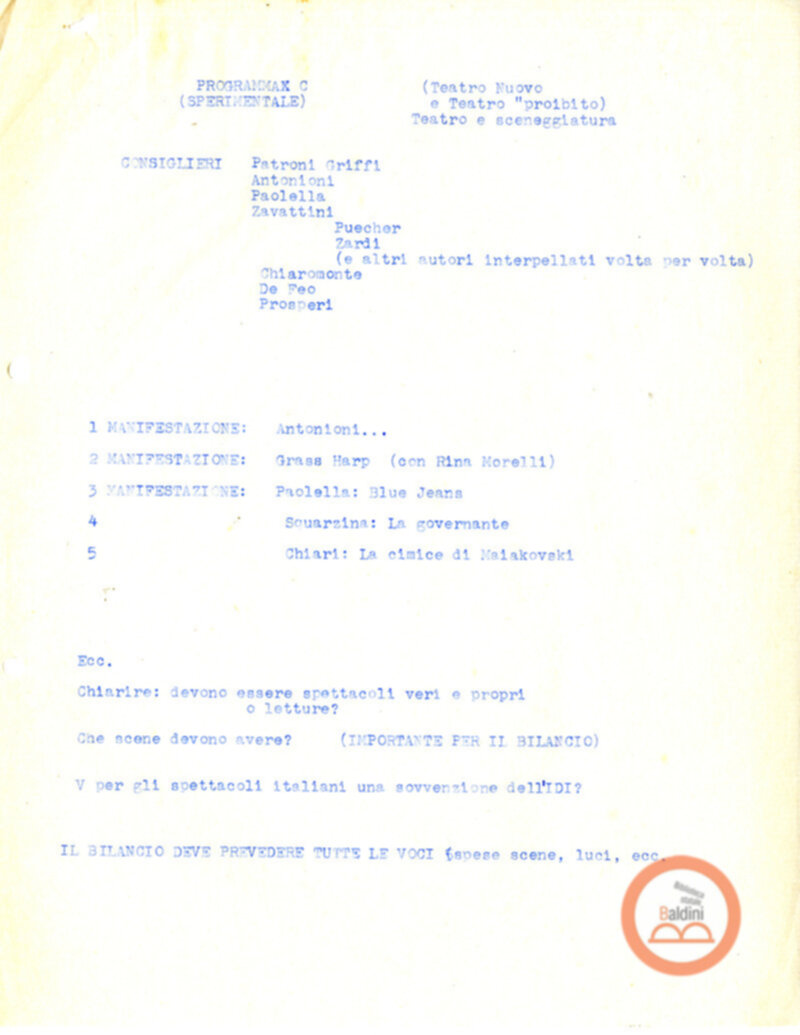 PROGRAMMAX C
(SPERIMENTALE)
(Teatro Nuovo
e Teatro "proibito)
Teatro e sceneggiatura
CONSIGLIERI Patroni Griffi
Antonioni
Paolella
Zavattini
Puecher
Zardi
(e altri autori interpellati volta per volta)
Chiaromonte
De Feo
Prosperi
1 MANIFESTAZIONE: Antonioni...
2 MANIFESTAZIONE: Grass Harp (con Rina Morelli)
3 MANIFESTAZIONE: Paolella: Blue Jeans
4 Squarzina: La governante
5 Chiari: La cimice di Maiakovski
Ecc.
Chiarire: devono essere spettacoli veri e propri
o letture?
Che scene devono avere? (IMPORTANTE PER IL BILANCIO)
V per gli spettacoli italiani una sovvenzione dell'IDI?
IL BILANCIO DEVE PREVEDERE TUTTE LE VOCI (spese scene, luci, ecc.
Biblioteca
statale
Baldini